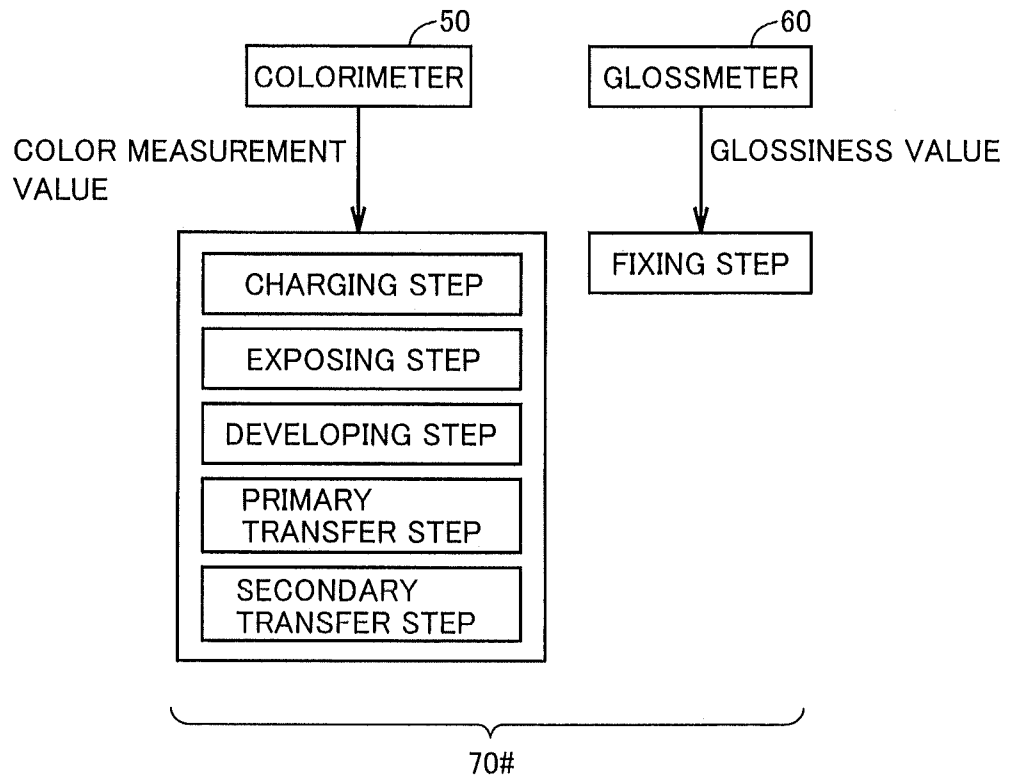 50
60
COLORIMETER
GLOSSMETER
COLOR MEASUREMENT
VALUE
GLOSSINESS VALUE
FIXING STEP
CHARGING STEP
EXPOSING STEP
DEVELOPING STEP
PRIMARY
TRANSFER STEP
SECONDARY
TRANSFER STEP
70#